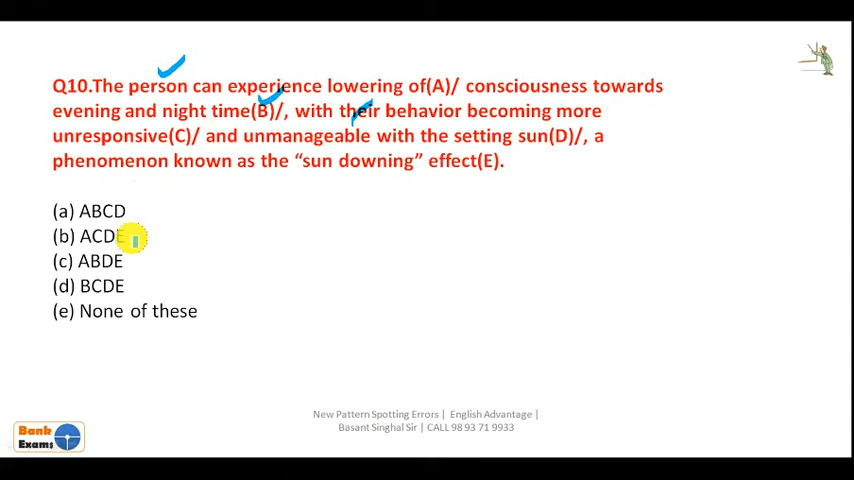 Q10.The person can experience lowering of(A)/ consciousness towards
evening and night time(B)/, with their behavior becoming more
unresponsive(C)/ and unmanageable with the setting sun(D)/, a
phenomenon known as the “sun downing” effect(E).
(a) ABCD
(b) ACDE
(c) ABDE
(d) BCDE
(e) None of these
New Pattern Spotting Errors | English Advantage |
Basant Singhal Sir | CALL 98 93 71 9933
Bank
Exams